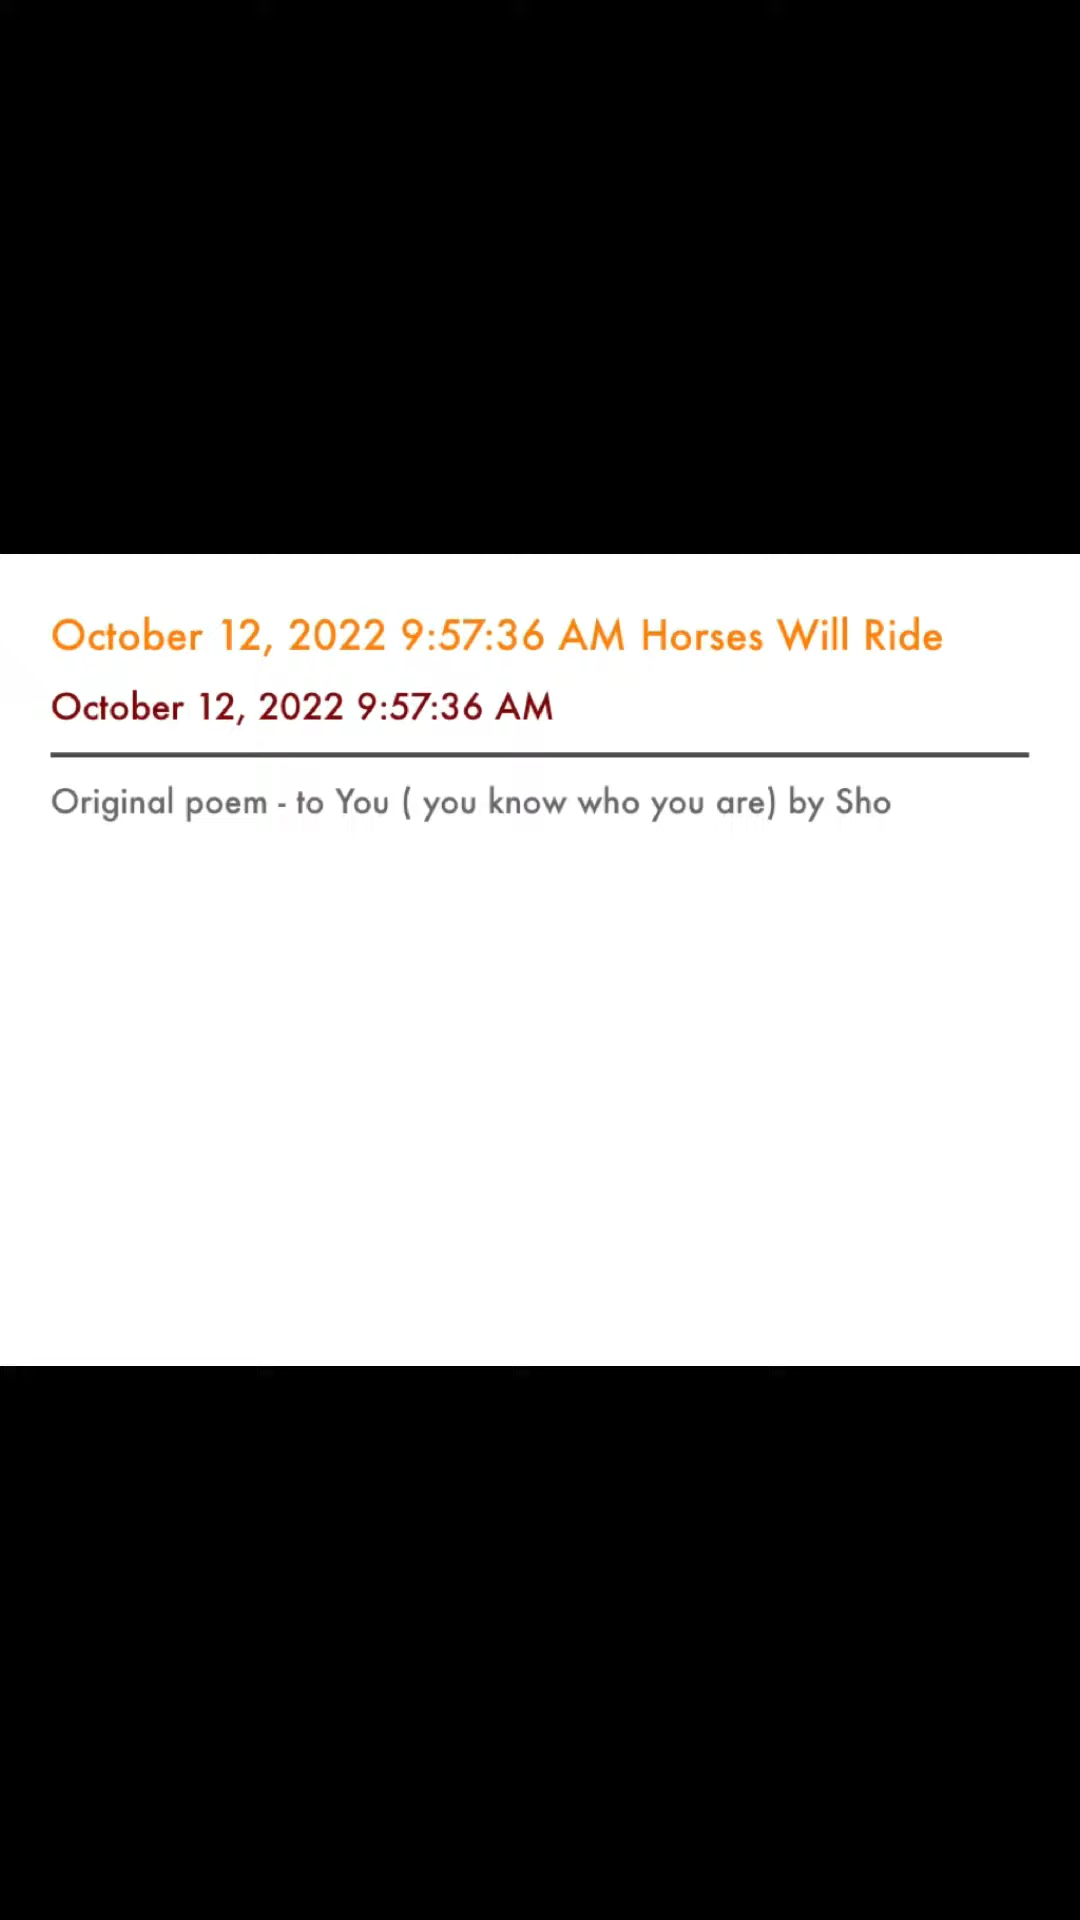 October 12, 2022 9:57:36 AM Horses Will Ride
October 12, 2022 9:57:36 AM
Original poem - to You ( you know who you are) by Sho